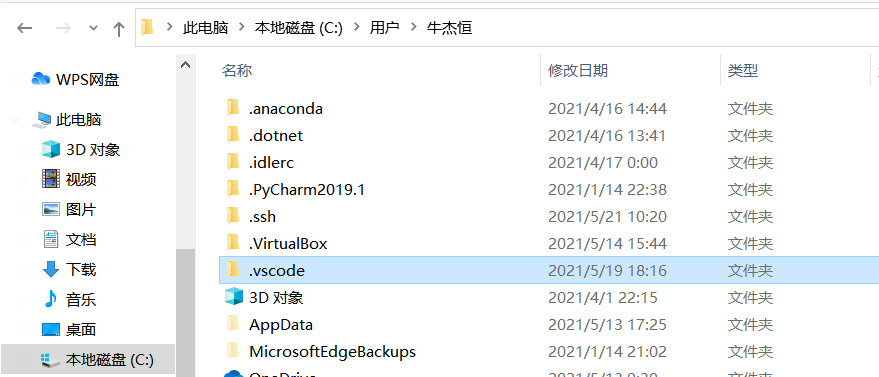 此电脑 本地磁盘 (C:) 用户 牛杰恒
名称 修改日期 类型
WPS网盘
此电脑
3D 对象
视频
图片
文档
下载
音乐
桌面
本地磁盘 (C:)
.anaconda 2021/4/16 14:44 文件夹
.dotnet 2021/4/16 13:41 文件夹
.idlerc 2021/4/17 0:00 文件夹
.PyCharm2019.1 2021/1/14 22:38 文件夹
.ssh 2021/5/21 10:20 文件夹
.VirtualBox 2021/5/14 15:44 文件夹
.vscode 2021/5/19 18:16 文件夹
3D 对象 2021/4/1 22:15 文件夹
AppData 2021/5/13 17:25 文件夹
MicrosoftEdgeBackups 2021/1/14 21:02 文件夹
OneDrive